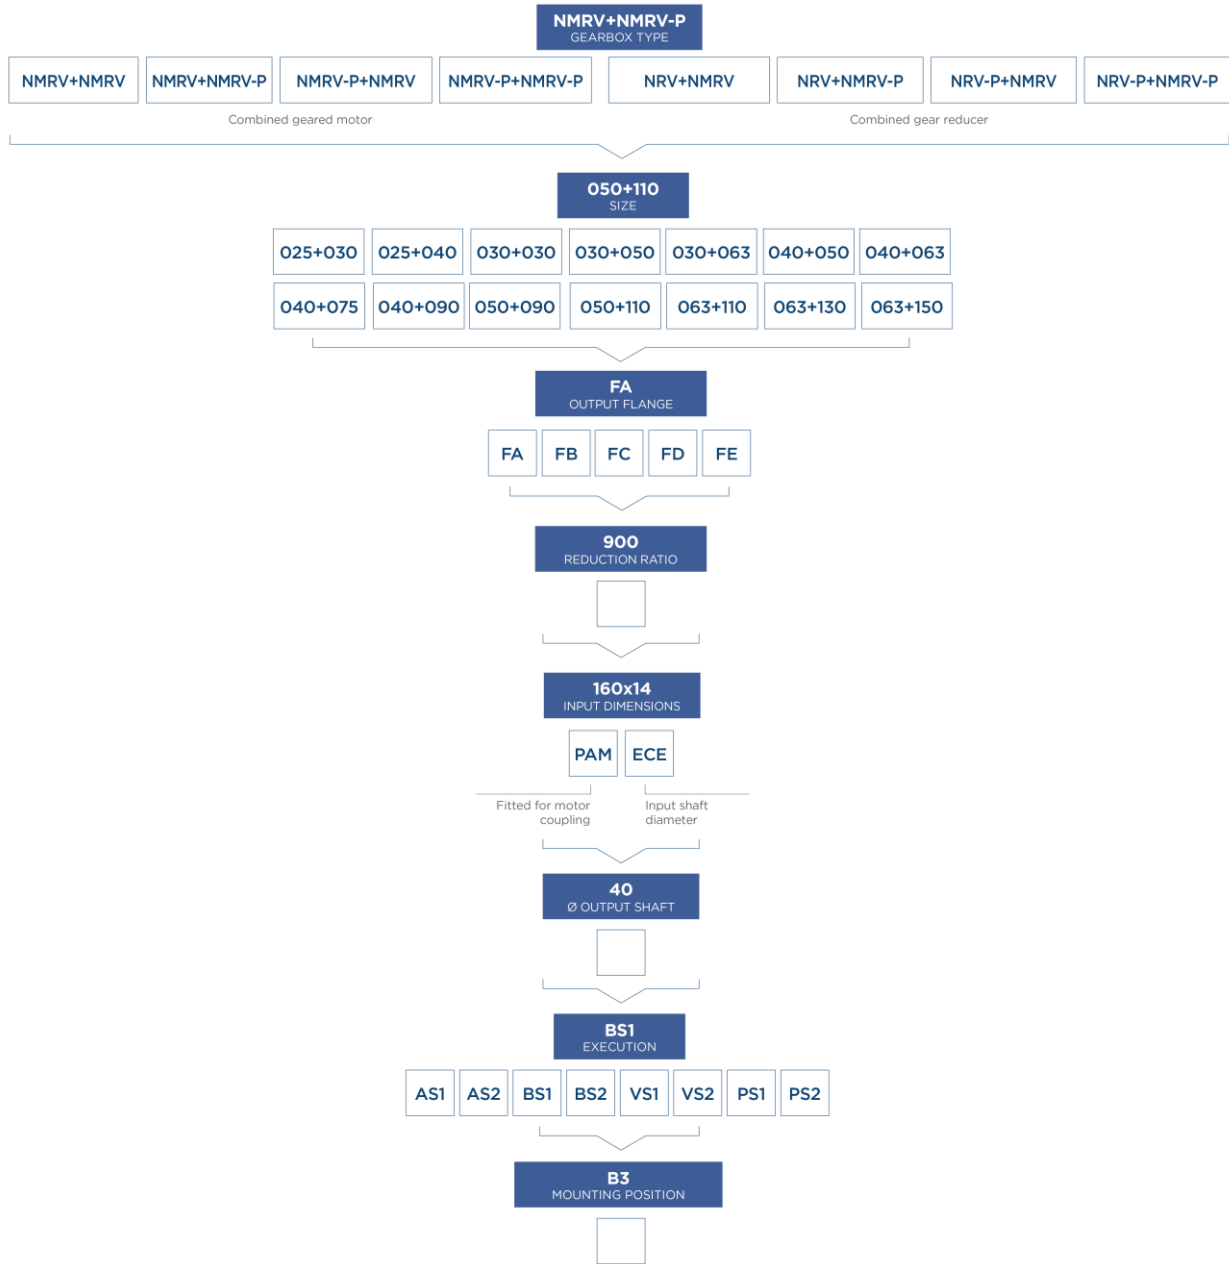 NMRV+NMRV-P
GEARBOX TYPE
NMRV+NMRV NMRV+NMRV-P NMRV-P+NMRV NMRV-P+NMRV-P NRV+NMRV NRV+NMRV-P NRV-P+NMRV NRV-P+NMRV-P
Combined geared motor Combined gear reducer
050+110
SIZE
025+030 025+040 030+030 030+050 030+063 040+050 040+063
040+075 040+090 050+090 050+110 063+110 063+130 063+150
FA
OUTPUT FLANGE
FA FB FC FD FE
900
REDUCTION RATIO
160x14
INPUT DIMENSIONS
PAM ECE
Fitted for motor
coupling
Input shaft
diameter
40
Ø OUTPUT SHAFT
BS1
EXECUTION
AS1 AS2 BS1 BS2 VS1 VS2 PS1 PS2
B3
MOUNTING POSITION